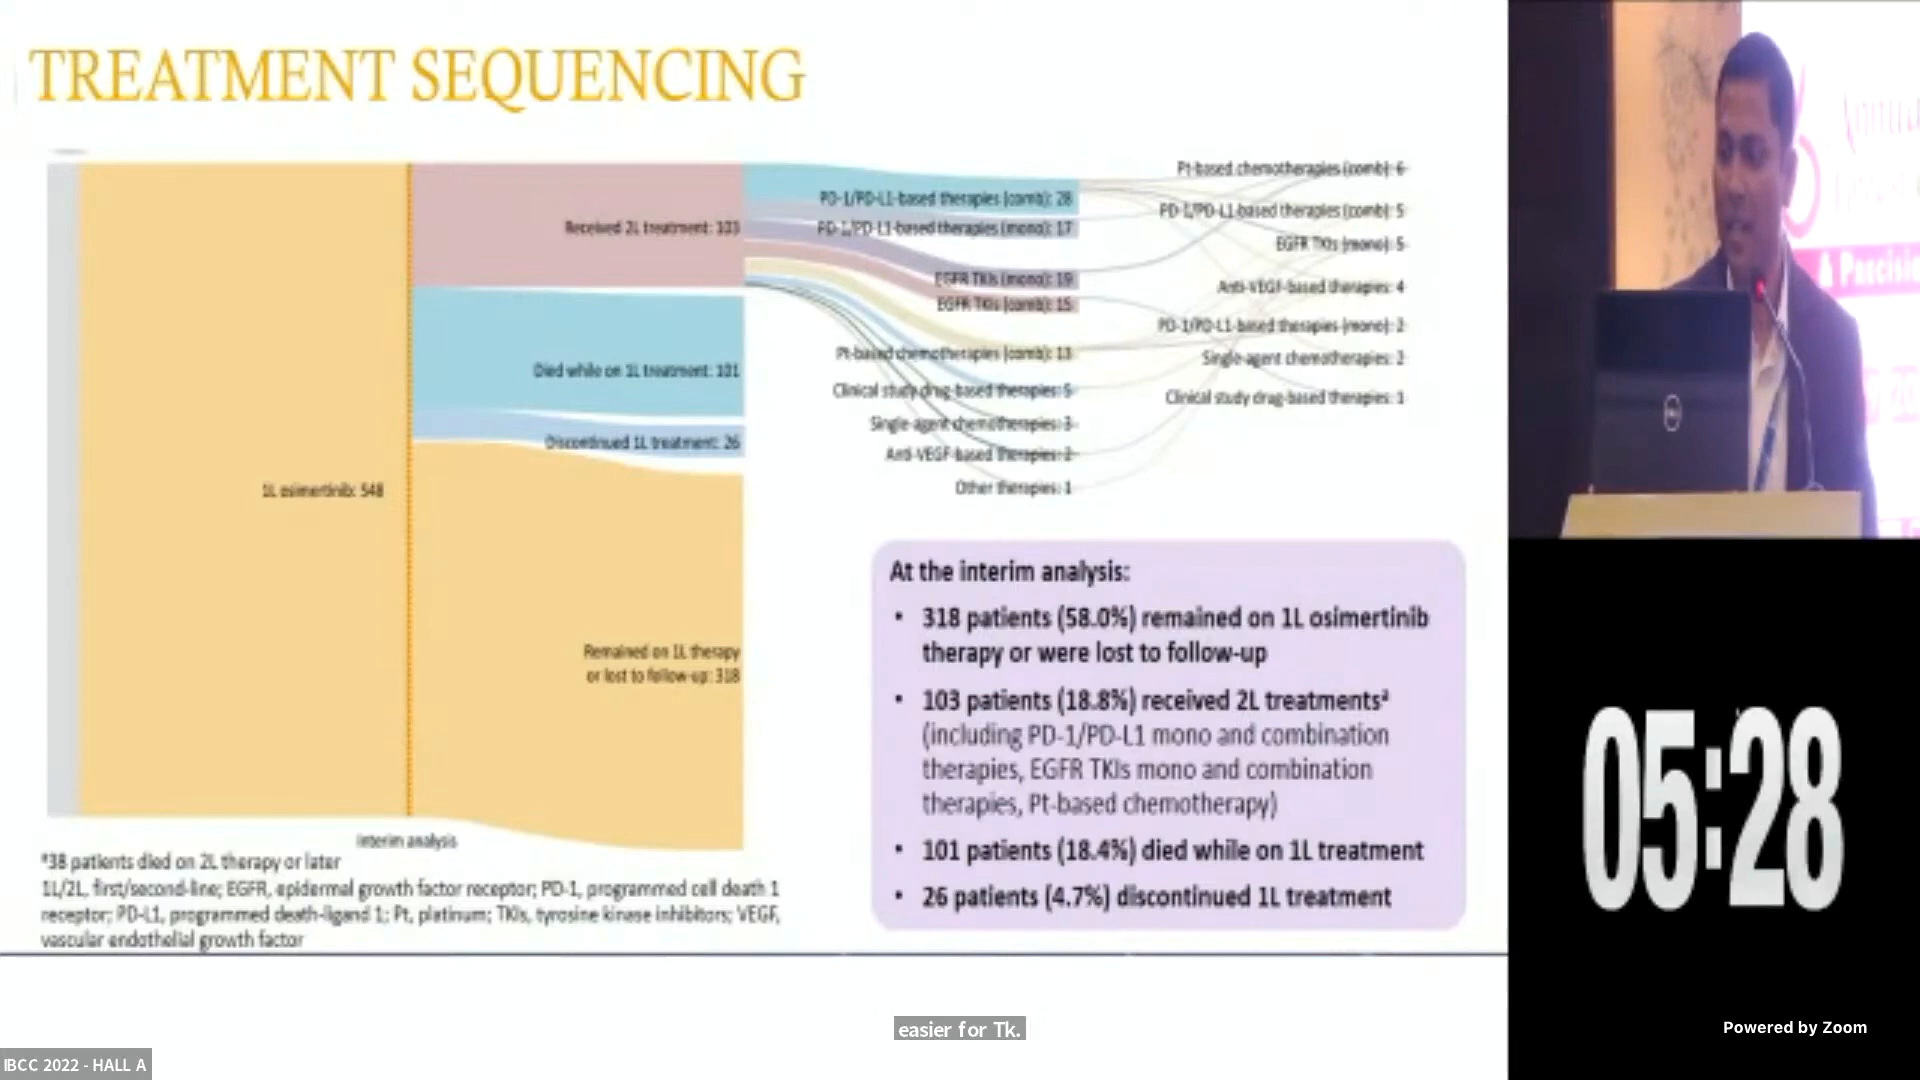 TREATMENT SEQUENCING
1L osimertinib: 548
Interim analysis
Received 2L treatment: 103
Died while on 1L treatment: 101
Discontinued 1L treatment: 26
Remained on 1L therapy
or lost to follow-up: 318
PD-1/PD-L1-based therapies (comb): 28
PD-1/PD-L1-based therapies (mono): 17
EGFR TKIs (mono): 19
EGFR TKIs (comb): 15
Pt-based chemotherapies (comb): 13
Clinical study drug-based therapies: 5
Single-agent chemotherapies: 3
Anti-VEGF-based therapies: 2
Other therapies: 1
Pt-based chemotherapies (comb): 6
PD-1/PD-L1-based therapies (comb): 5
EGFR TKIs (mono): 5
Anti-VEGF-based therapies: 4
PD-1/PD-L1-based therapies (mono): 2
Single-agent chemotherapies: 2
Clinical study drug-based therapies: 1
At the interim analysis:
• 318 patients (58.0%) remained on 1L osimertinib
therapy or were lost to follow-up
• 103 patients (18.8%) received 2L treatmentsª
(including PD-1/PD-L1 mono and combination
therapies, EGFR TKIs mono and combination
therapies, Pt-based chemotherapy)
• 101 patients (18.4%) died while on 1L treatment
• 26 patients (4.7%) discontinued 1L treatment
ª38 patients died on 2L therapy or later
1L/2L, first/second-line; EGFR, epidermal growth factor receptor; PD-1, programmed cell death 1
receptor; PD-L1, programmed death-ligand 1; Pt, platinum; TKIs, tyrosine kinase inhibitors; VEGF,
vascular endothelial growth factor
A Precisio
05:28
easier for Tk.
Powered by Zoom
IBCC 2022 - HALL A